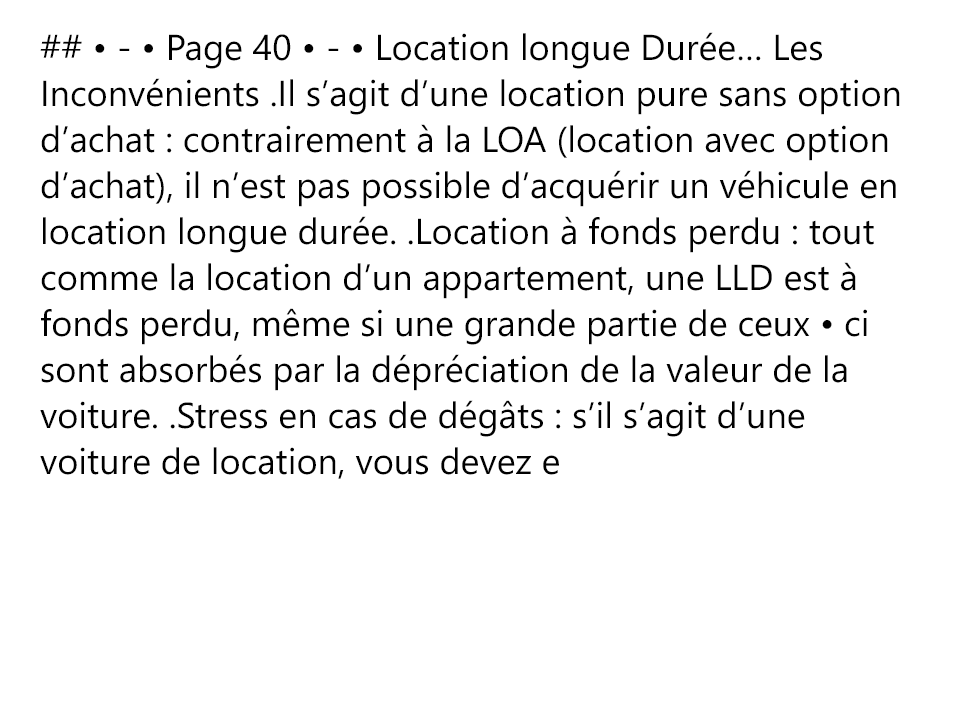 ## • - • Page 40 • - • Location longue Durée… Les
Inconvénients .Il s’agit d’une location pure sans option
d’achat : contrairement à la LOA (location avec option
d’achat), il n’est pas possible d’acquérir un véhicule en
location longue durée. .Location à fonds perdu : tout
comme la location d’un appartement, une LLD est à
fonds perdu, même si une grande partie de ceux • ci
sont absorbés par la dépréciation de la valeur de la
voiture. .Stress en cas de dégâts : s’il s’agit d’une
voiture de location, vous devez e